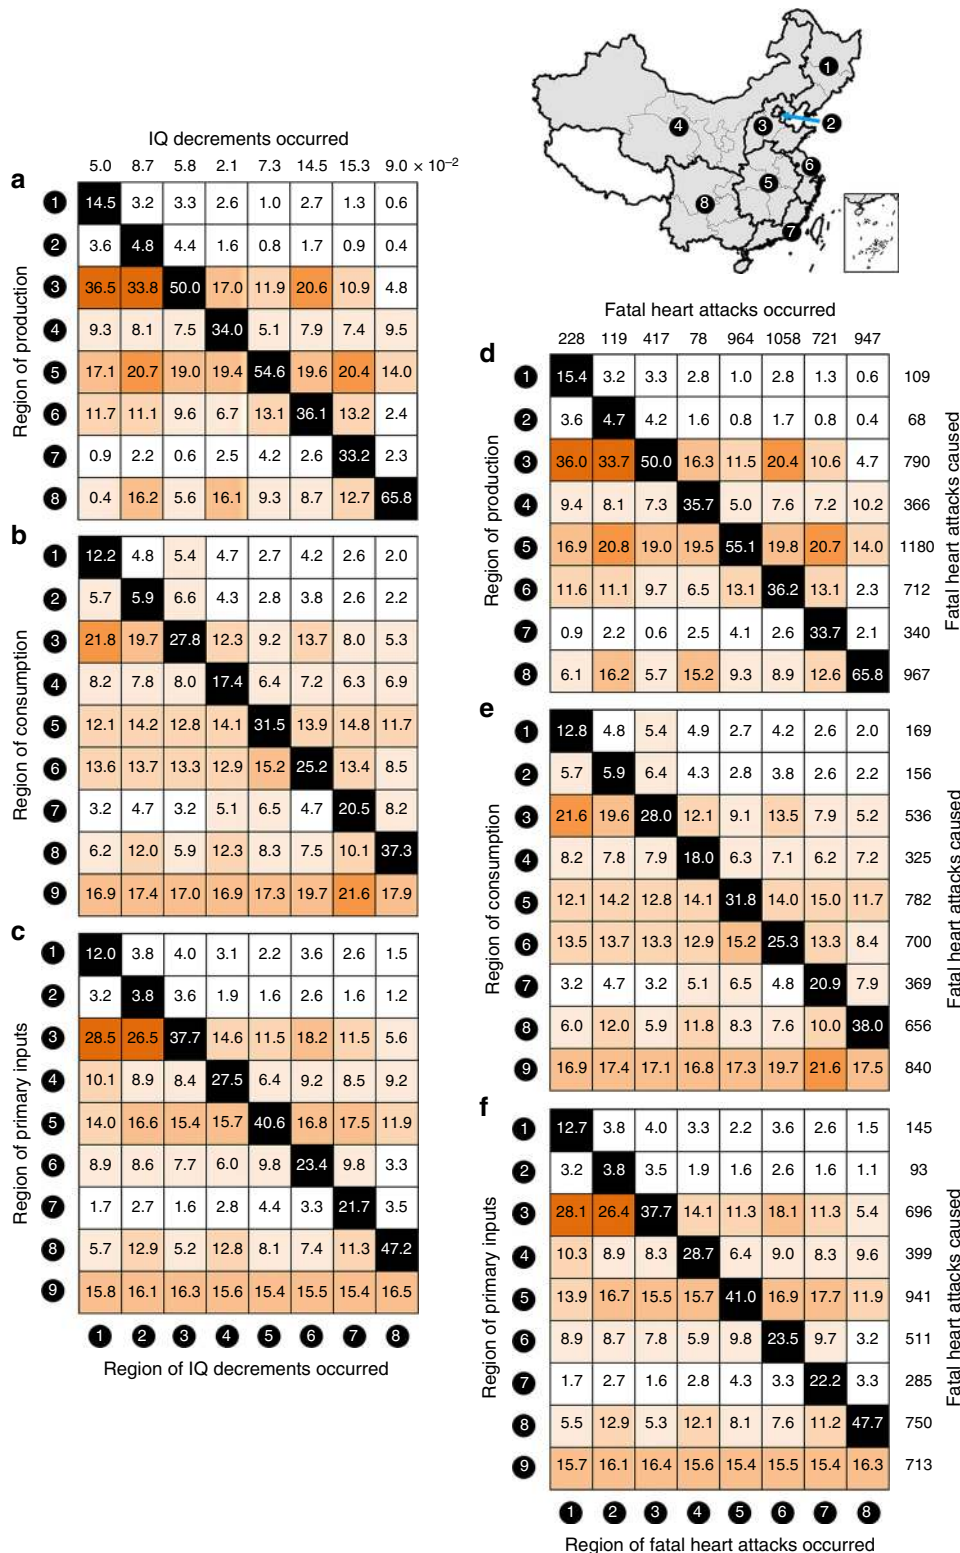 1
2
3
4
5
6
7
8
IQ decrements occurred
5.0 8.7 5.8 2.1 7.3 14.5 15.3 9.0 × 10⁻²
a
Region of production
1 14.5 3.2 3.3 2.6 1.0 2.7 1.3 0.6
2 3.6 4.8 4.4 1.6 0.8 1.7 0.9 0.4
3 36.5 33.8 50.0 17.0 11.9 20.6 10.9 4.8
4 9.3 8.1 7.5 34.0 5.1 7.9 7.4 9.5
5 17.1 20.7 19.0 19.4 54.6 19.6 20.4 14.0
6 11.7 11.1 9.6 6.7 13.1 36.1 13.2 2.4
7 0.9 2.2 0.6 2.5 4.2 2.6 33.2 2.3
8 0.4 16.2 5.6 16.1 9.3 8.7 12.7 65.8
b
Region of consumption
1 12.2 4.8 5.4 4.7 2.7 4.2 2.6 2.0
2 5.7 5.9 6.6 4.3 2.8 3.8 2.6 2.2
3 21.8 19.7 27.8 12.3 9.2 13.7 8.0 5.3
4 8.2 7.8 8.0 17.4 6.4 7.2 6.3 6.9
5 12.1 14.2 12.8 14.1 31.5 13.9 14.8 11.7
6 13.6 13.7 13.3 12.9 15.2 25.2 13.4 8.5
7 3.2 4.7 3.2 5.1 6.5 4.7 20.5 8.2
8 6.2 12.0 5.9 12.3 8.3 7.5 10.1 37.3
9 16.9 17.4 17.0 16.9 17.3 19.7 21.6 17.9
c
Region of primary inputs
1 12.0 3.8 4.0 3.1 2.2 3.6 2.6 1.5
2 3.2 3.8 3.6 1.9 1.6 2.6 1.6 1.2
3 28.5 26.5 37.7 14.6 11.5 18.2 11.5 5.6
4 10.1 8.9 8.4 27.5 6.4 9.2 8.5 9.2
5 14.0 16.6 15.4 15.7 40.6 16.8 17.5 11.9
6 8.9 8.6 7.7 6.0 9.8 23.4 9.8 3.3
7 1.7 2.7 1.6 2.8 4.4 3.3 21.7 3.5
8 5.7 12.9 5.2 12.8 8.1 7.4 11.3 47.2
9 15.8 16.1 16.3 15.6 15.4 15.5 15.4 16.5
1 2 3 4 5 6 7 8
Region of IQ decrements occurred
Fatal heart attacks occurred
228 119 417 78 964 1058 721 947
d
Region of production
1 15.4 3.2 3.3 2.8 1.0 2.8 1.3 0.6 109
2 3.6 4.7 4.2 1.6 0.8 1.7 0.8 0.4 68
3 36.0 33.7 50.0 16.3 11.5 20.4 10.6 4.7 790
4 9.4 8.1 7.3 35.7 5.0 7.6 7.2 10.2 366
5 16.9 20.8 19.0 19.5 55.1 19.8 20.7 14.0 1180
6 11.6 11.1 9.7 6.5 13.1 36.2 13.1 2.3 712
7 0.9 2.2 0.6 2.5 4.1 2.6 33.7 2.1 340
8 6.1 16.2 5.7 15.2 9.3 8.9 12.6 65.8 967
Fatal heart attacks caused
e
Region of consumption
1 12.8 4.8 5.4 4.9 2.7 4.2 2.6 2.0 169
2 5.7 5.9 6.4 4.3 2.8 3.8 2.6 2.2 156
3 21.6 19.6 28.0 12.1 9.1 13.5 7.9 5.2 536
4 8.2 7.8 7.9 18.0 6.3 7.1 6.2 7.2 325
5 12.1 14.2 12.8 14.1 31.8 14.0 15.0 11.7 782
6 13.5 13.7 13.3 12.9 15.2 25.3 13.3 8.4 700
7 3.2 4.7 3.2 5.1 6.5 4.8 20.9 7.9 369
8 6.0 12.0 5.9 11.8 8.3 7.6 10.0 38.0 656
9 16.9 17.4 17.1 16.8 17.3 19.7 21.6 17.5 840
Fatal heart attacks caused
f
Region of primary inputs
1 12.7 3.8 4.0 3.3 2.2 3.6 2.6 1.5 145
2 3.2 3.8 3.5 1.9 1.6 2.6 1.6 1.1 93
3 28.1 26.4 37.7 14.1 11.3 18.1 11.3 5.4 696
4 10.3 8.9 8.3 28.7 6.4 9.0 8.3 9.6 399
5 13.9 16.7 15.5 15.7 41.0 16.9 17.7 11.9 941
6 8.9 8.7 7.8 5.9 9.8 23.5 9.7 3.2 511
7 1.7 2.7 1.6 2.8 4.3 3.3 22.2 3.3 285
8 5.5 12.9 5.3 12.1 8.1 7.6 11.2 47.7 750
9 15.7 16.1 16.4 15.6 15.4 15.5 15.4 16.3 713
Fatal heart attacks caused
1 2 3 4 5 6 7 8
Region of fatal heart attacks occurred